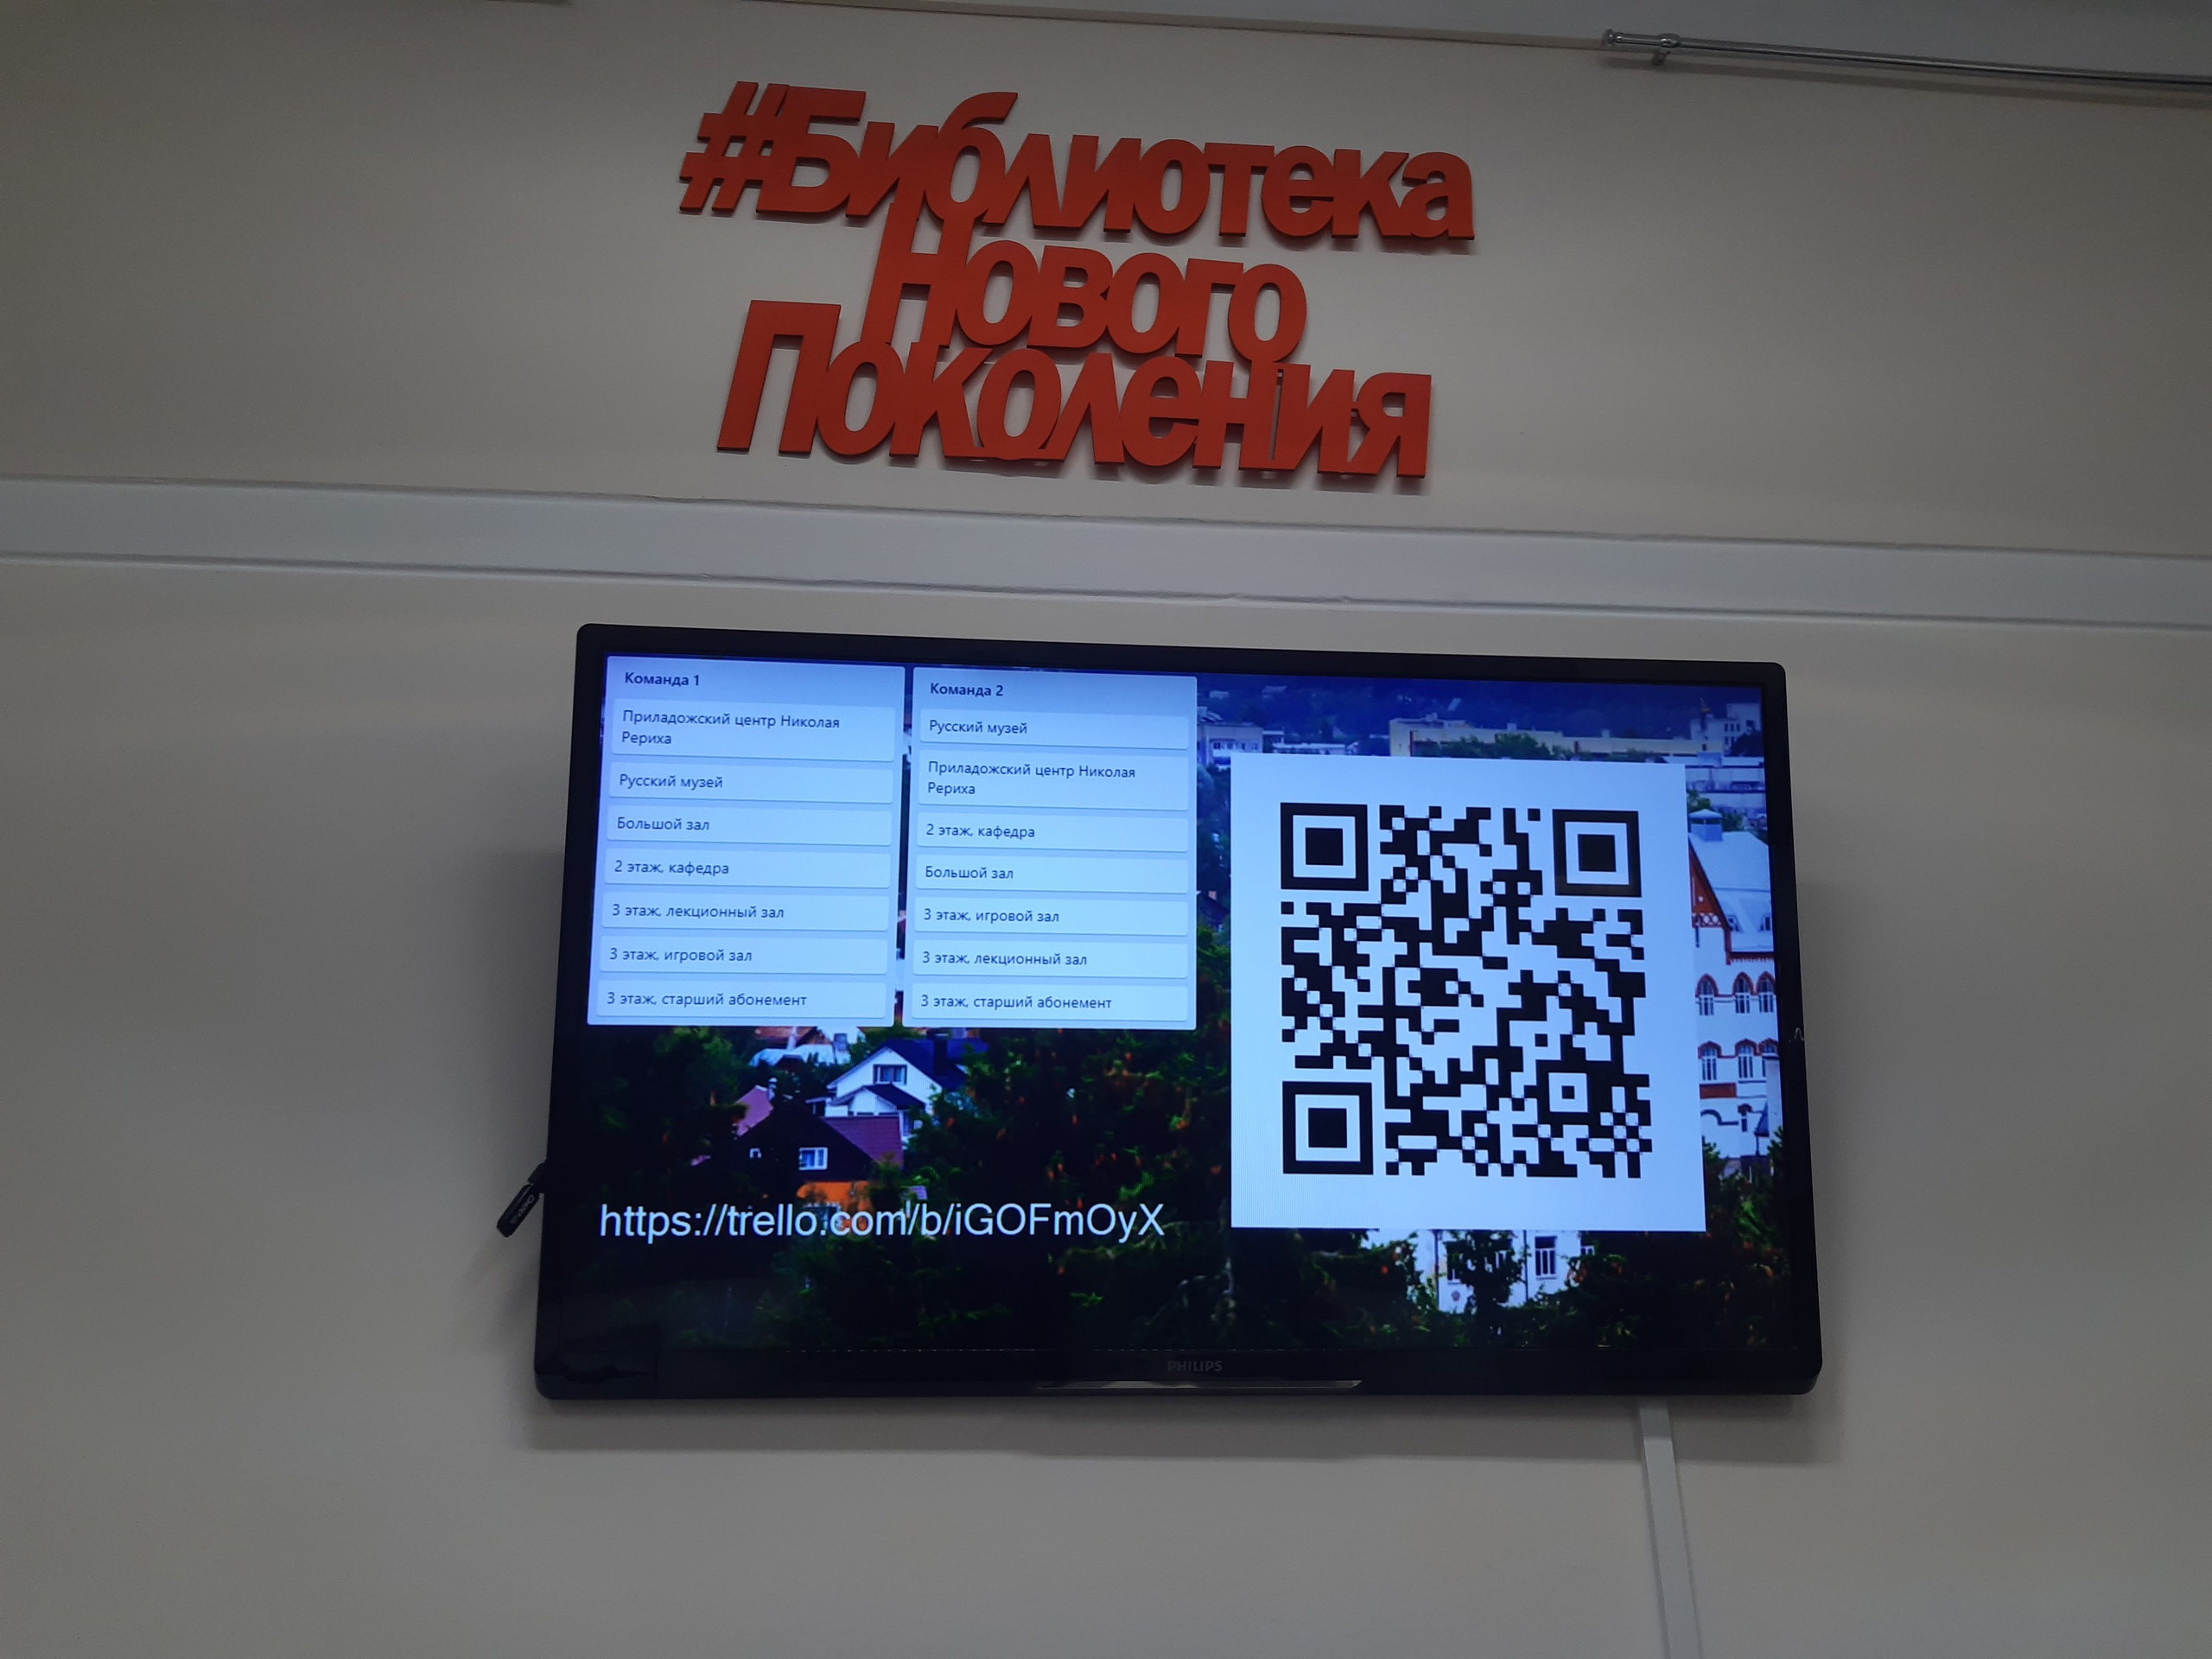 #Библиотека
Нового
Поколения
Команда 1
Приладожский центр Николая
Рериха
Русский музей
Большой зал
2 этаж, кафедра
3 этаж, лекционный зал
3 этаж, игровой зал
3 этаж, старший абонемент
Команда 2
Русский музей
Приладожский центр Николая
Рериха
2 этаж, кафедра
Большой зал
3 этаж, игровой зал
3 этаж, лекционный зал
3 этаж, старший абонемент
https://trello.com/b/iGOFmOyX
PHILIPS